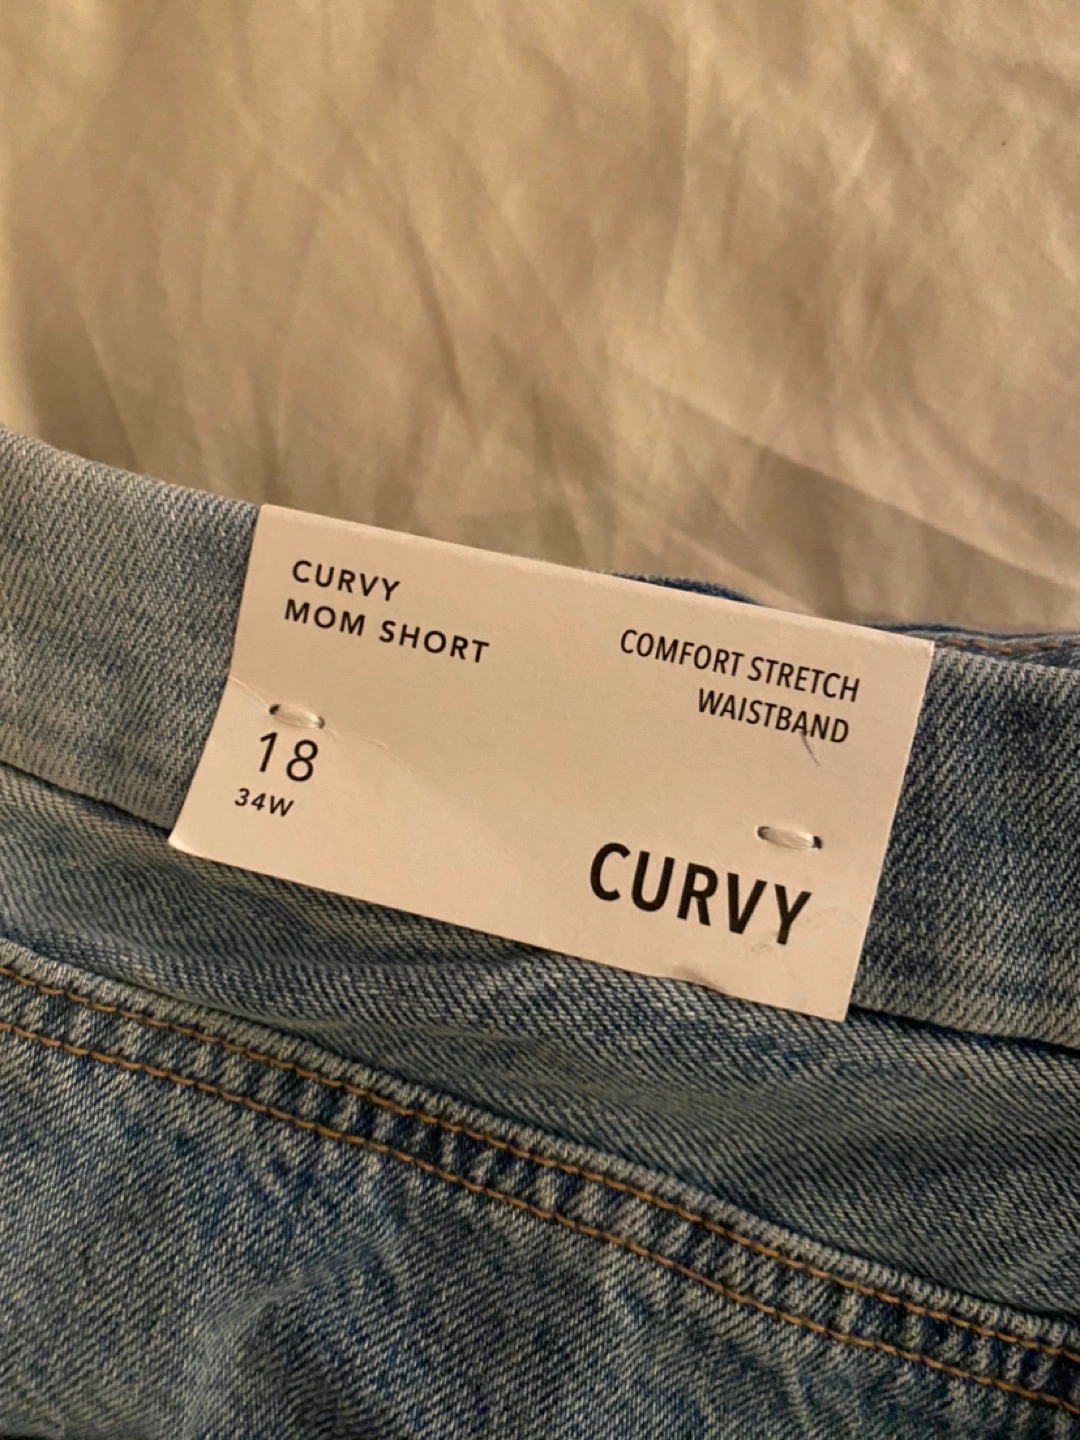 CURVY
MOM SHORT
COMFORT STRETCH
WAISTBAND
18
34W
CURVY